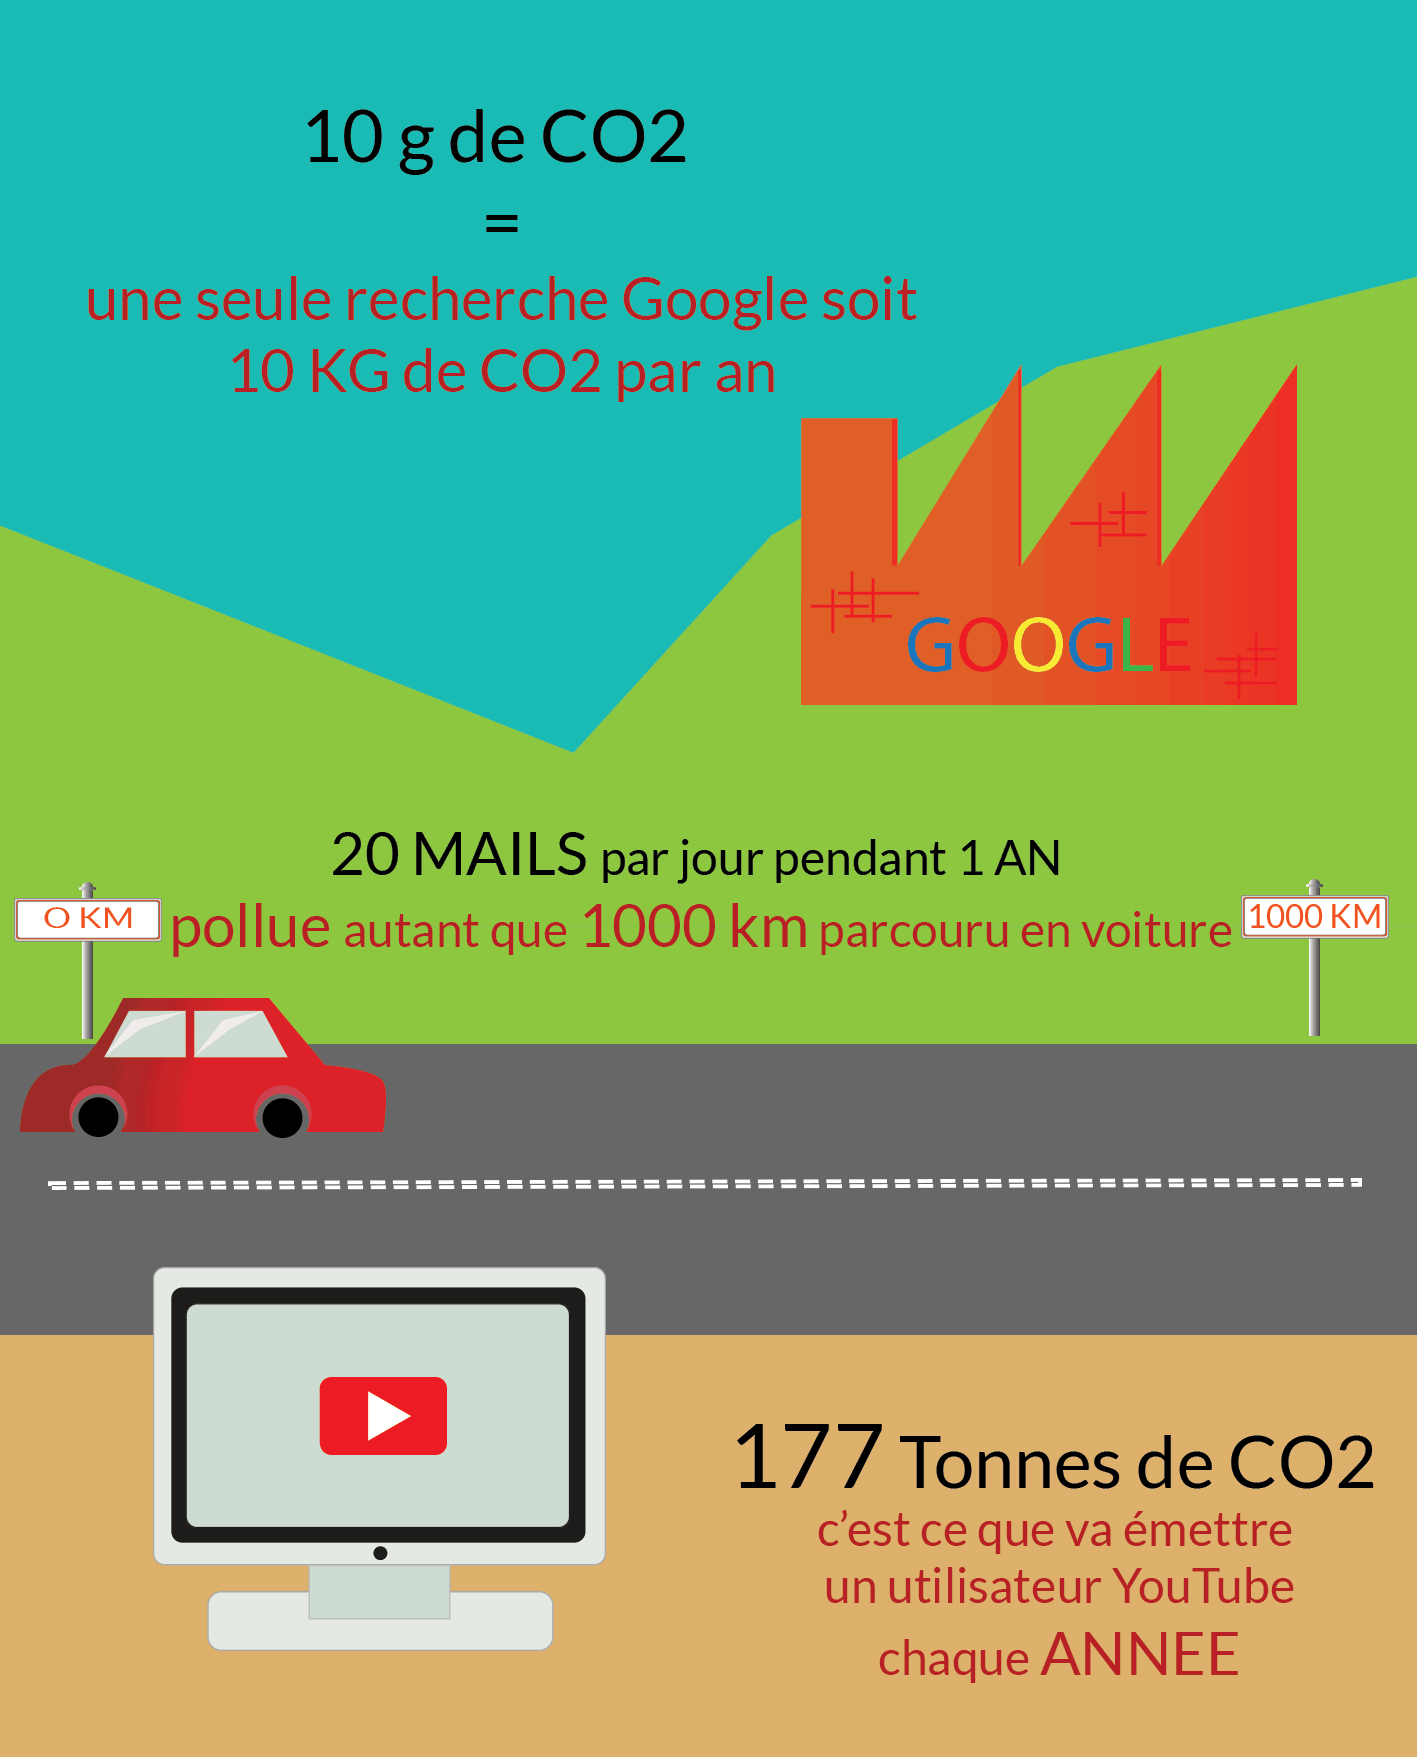 10 g de CO2
=
une seule recherche Google soit
10 KG de CO2 par an
GOOGLE
20 MAILS par jour pendant 1 AN
O KM
pollue autant que 1000 km parcouru en voiture
1000 KM
177 Tonnes de CO2
c’est ce que va émettre
un utilisateur YouTube
chaque ANNEE